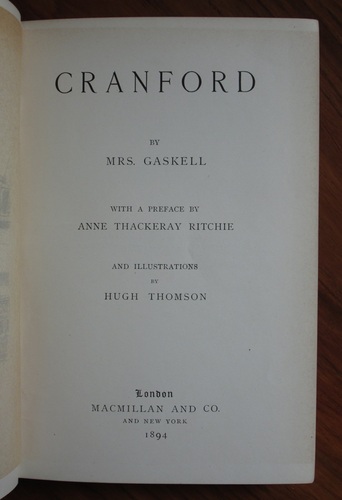 CRANFORD
BY
MRS. GASKELL
WITH A PREFACE BY
ANNE THACKERAY RITCHIE
AND ILLUSTRATIONS
BY
HUGH THOMSON
London
MACMILLAN AND CO.
AND NEW YORK
1894